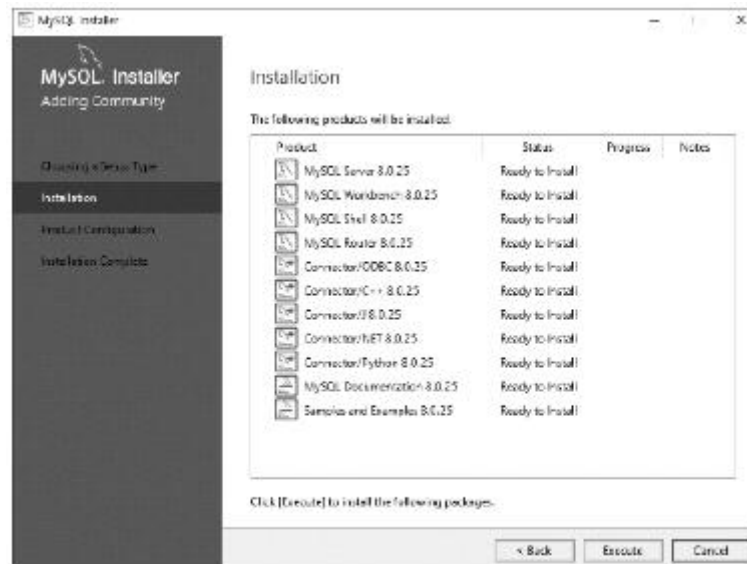 MySQL Installer
MySQL. Installer
Adding Community
Choosing a Setup Type
Installation
Product Configuration
Installation Complete
Installation
The following products will be installed.
Product Status Progress Notes
MySQL Server 8.0.25 Ready to Install
MySQL Workbench 8.0.25 Ready to Install
MySQL Shell 8.0.25 Ready to Install
MySQL Router 8.0.25 Ready to Install
Connector/ODBC 8.0.25 Ready to Install
Connector/C++ 8.0.25 Ready to Install
Connector/J 8.0.25 Ready to Install
Connector/NET 8.0.25 Ready to Install
Connector/Python 8.0.25 Ready to Install
MySQL Documentation 8.0.25 Ready to Install
Samples and Examples 8.0.25 Ready to Install
Click [Execute] to install the following packages.
< Back Execute Cancel